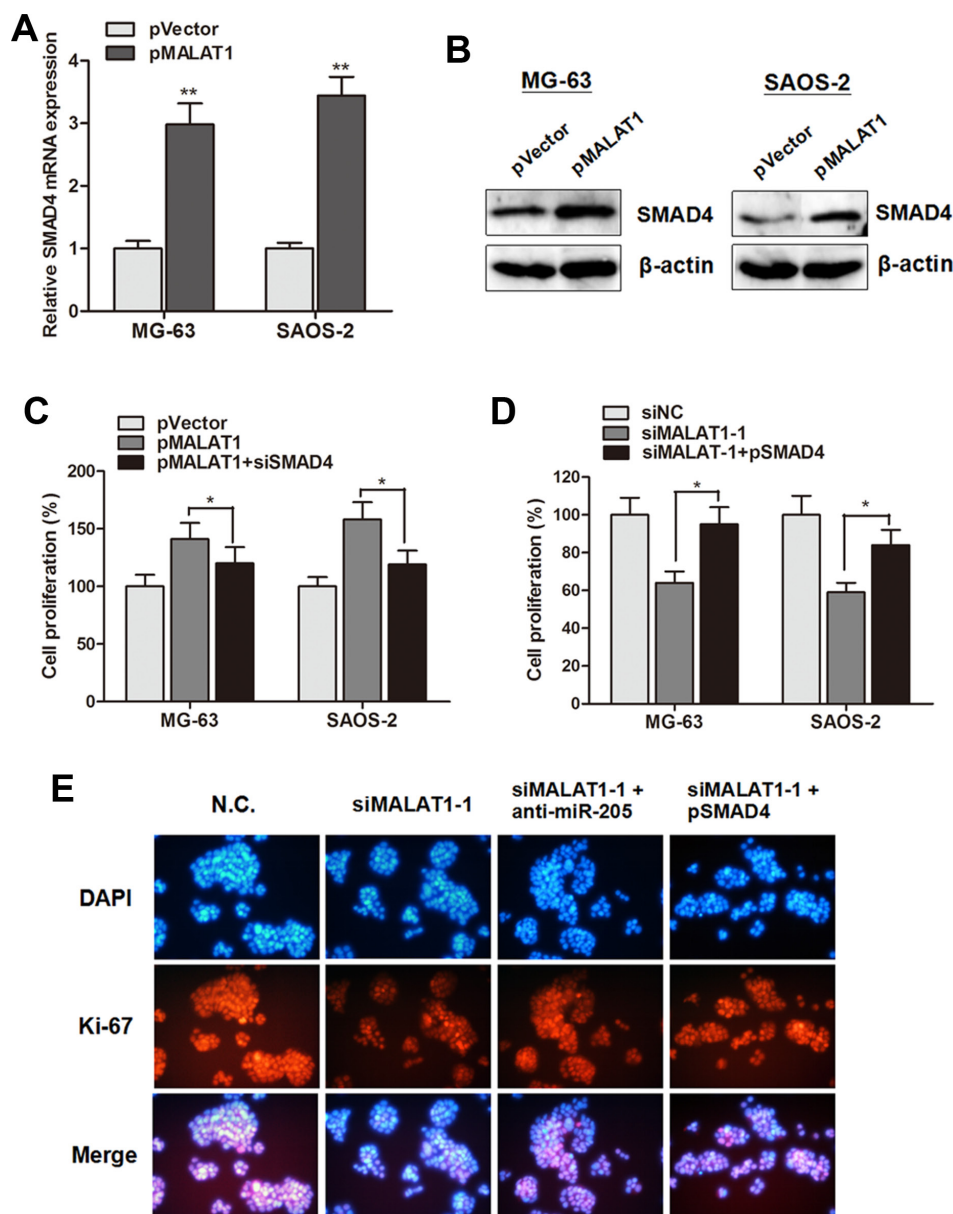 A
pVector
pMALAT1
Relative SMAD4 mRNA expression
4
3
2
1
0
**
**
MG-63
SAOS-2
B
MG-63
SAOS-2
pVector
pMALAT1
pVector
pMALAT1
SMAD4
SMAD4
β-actin
β-actin
C
pVector
pMALAT1
pMALAT1+siSMAD4
Cell proliferation (%)
200
150
100
50
0
*
*
MG-63
SAOS-2
D
siNC
siMALAT1-1
siMALAT-1+pSMAD4
Cell proliferation (%)
120
100
80
60
40
20
0
*
*
MG-63
SAOS-2
E
N.C.
siMALAT1-1
siMALAT1-1 +
anti-miR-205
siMALAT1-1 +
pSMAD4
DAPI
Ki-67
Merge